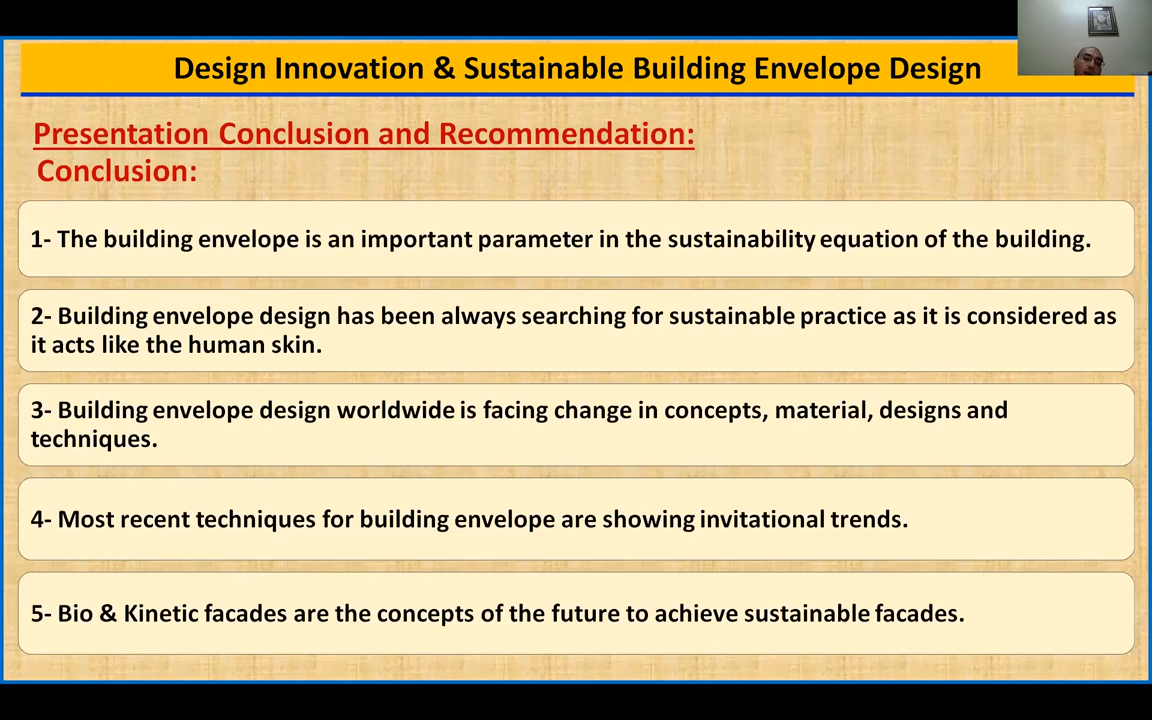 Design Innovation & Sustainable Building Envelope Design
Presentation Conclusion and Recommendation:
Conclusion:
1- The building envelope is an important parameter in the sustainability equation of the building.
2- Building envelope design has been always searching for sustainable practice as it is considered as
it acts like the human skin.
3- Building envelope design worldwide is facing change in concepts, material, designs and
techniques.
4- Most recent techniques for building envelope are showing invitational trends.
5- Bio & Kinetic facades are the concepts of the future to achieve sustainable facades.